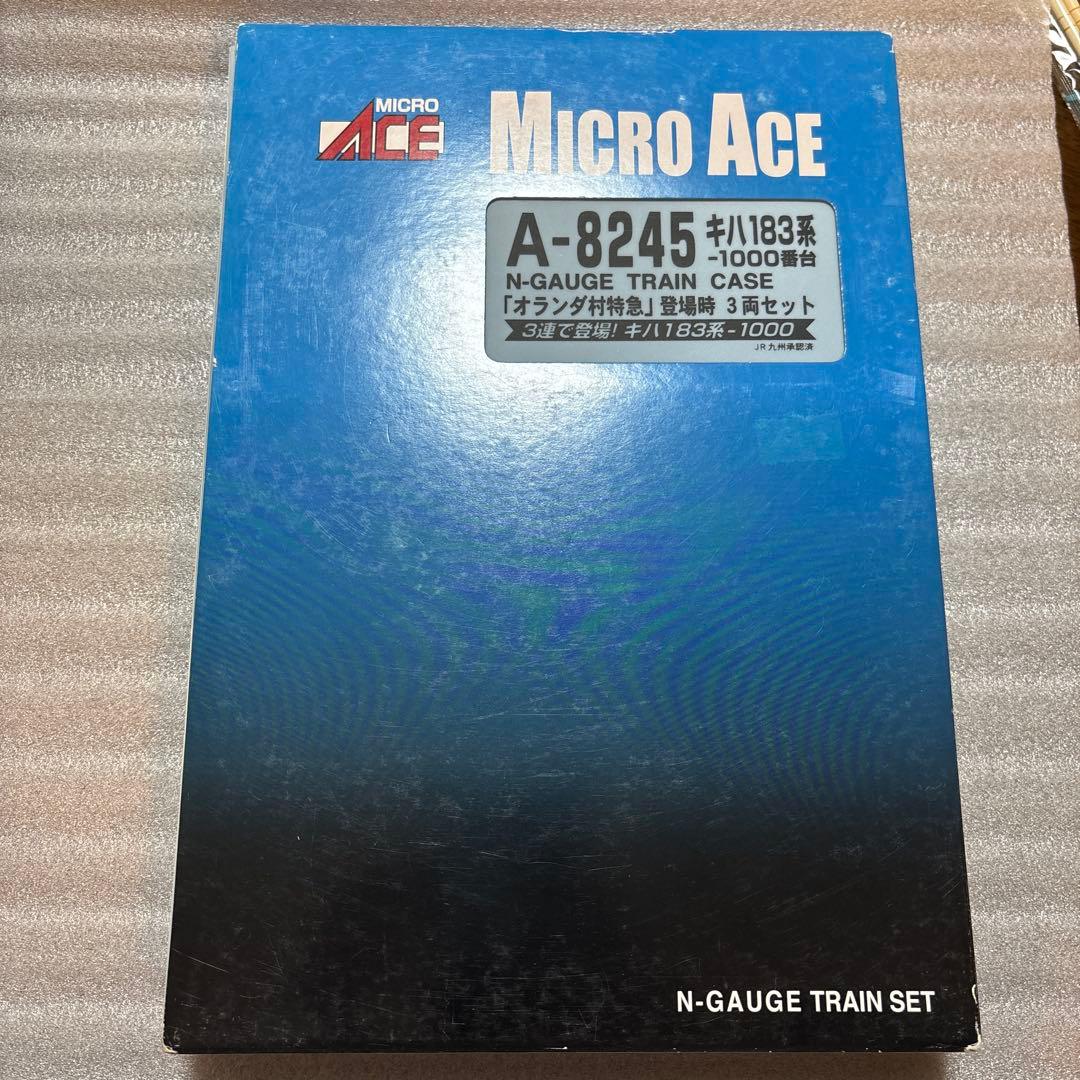 MICRO
ACE
MICRO ACE
A-8245 キハ183系
-1000番台
N-GAUGE TRAIN CASE
「オランダ村特急」登場時 3両セット
3連で登場!キハ183系-1000
JR九州承認済
N-GAUGE TRAIN SET